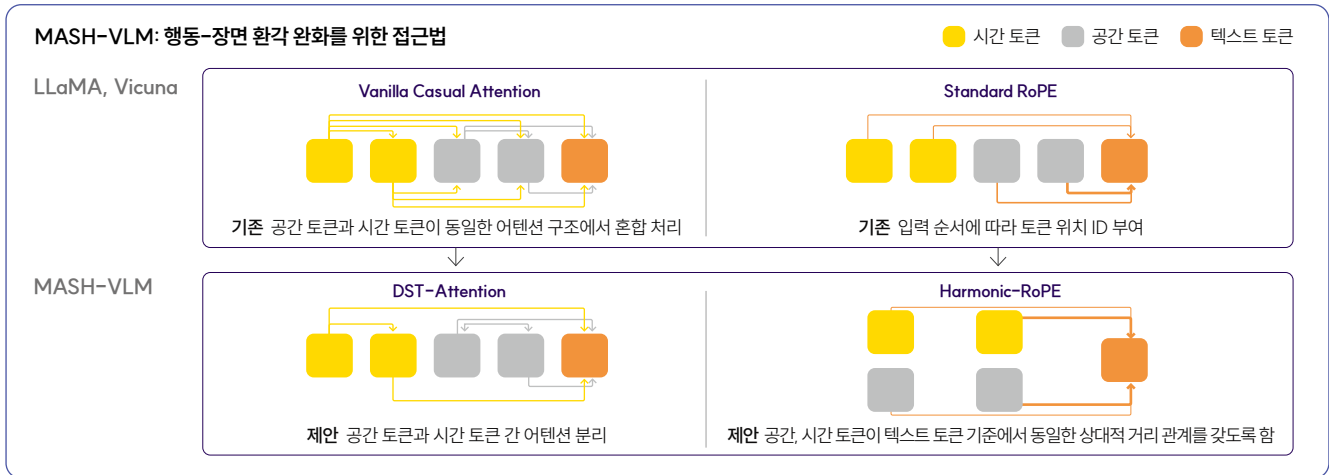 MASH-VLM: 행동-장면 환각 완화를 위한 접근법
시간 토큰 공간 토큰 텍스트 토큰
LLaMA, Vicuna
Vanilla Casual Attention
Standard RoPE
기존 공간 토큰과 시간 토큰이 동일한 어텐션 구조에서 혼합 처리
기존 입력 순서에 따라 토큰 위치 ID 부여
MASH-VLM
DST-Attention
Harmonic-RoPE
제안 공간 토큰과 시간 토큰 간 어텐션 분리
제안 공간, 시간 토큰이 텍스트 토큰 기준에서 동일한 상대적 거리 관계를 갖도록 함